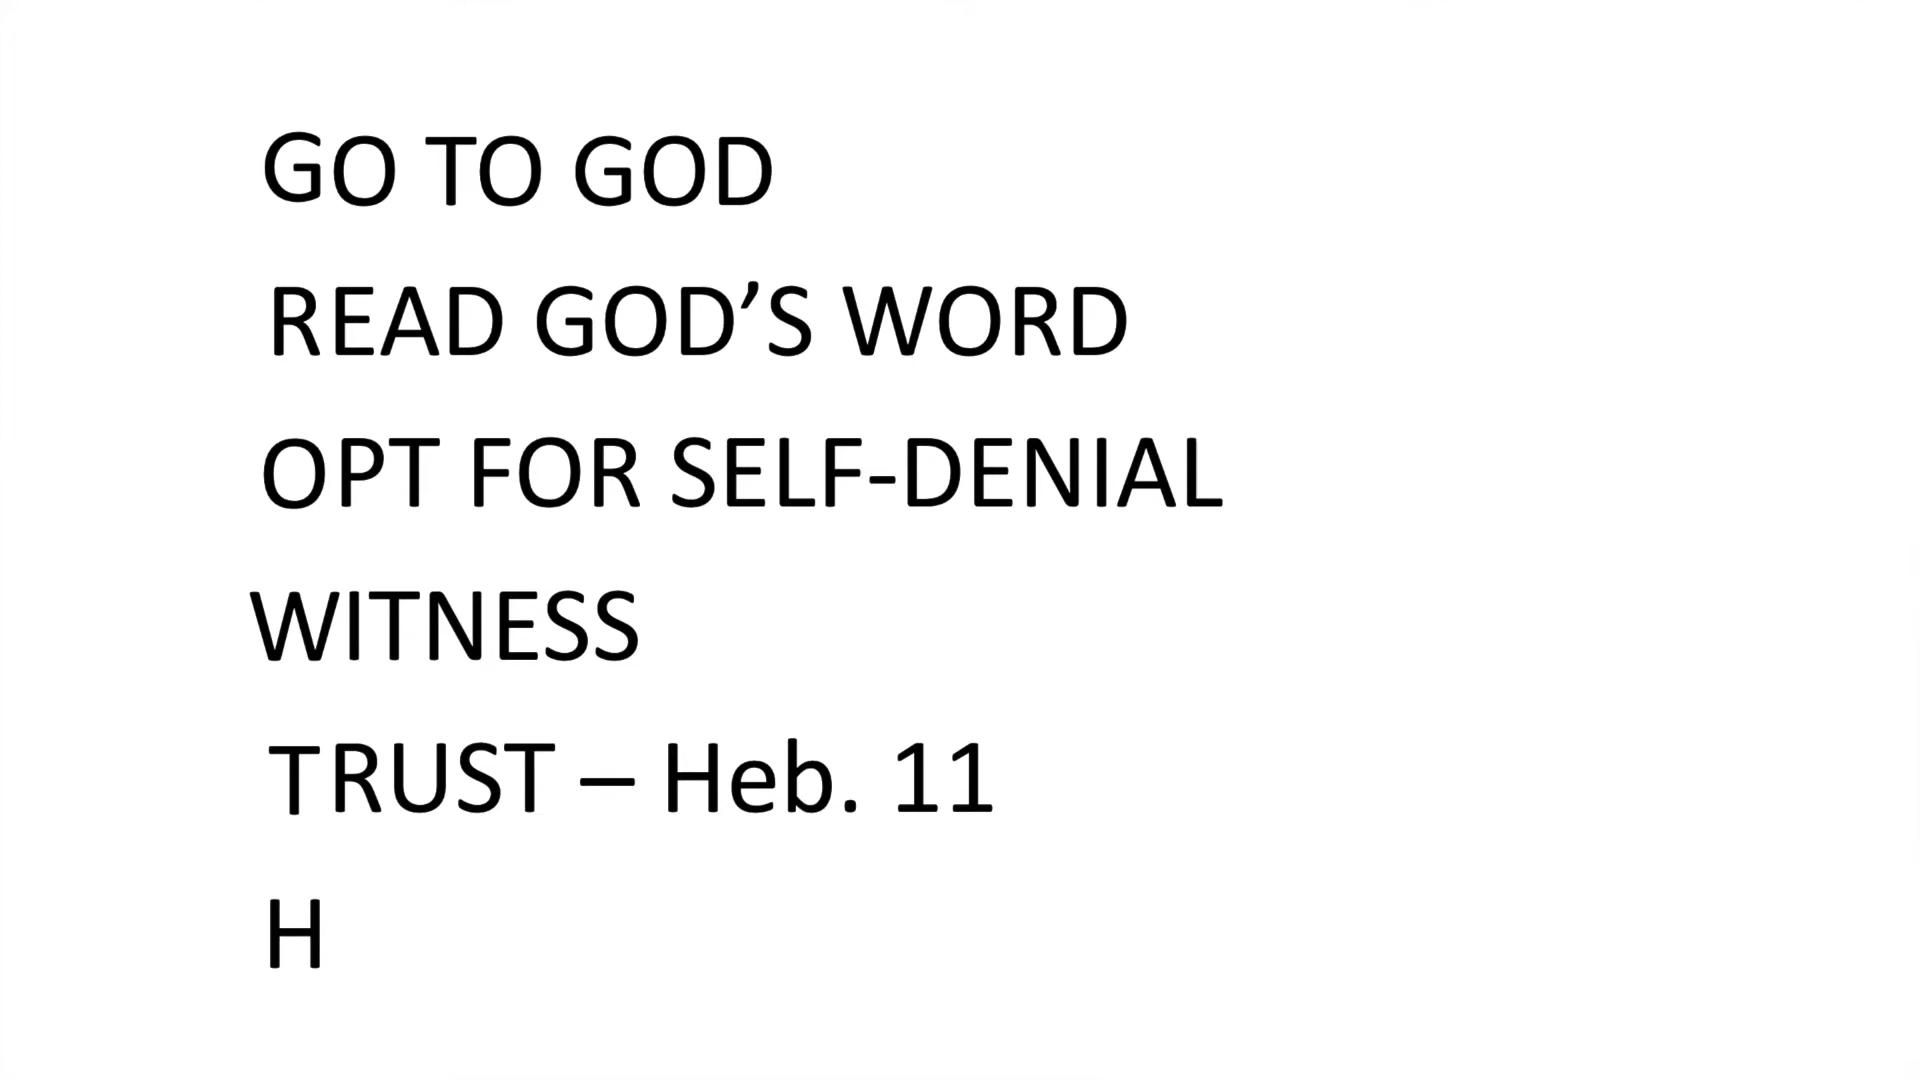 GO TO GOD
READ GOD’S WORD
OPT FOR SELF-DENIAL
WITNESS
TRUST – Heb. 11
H